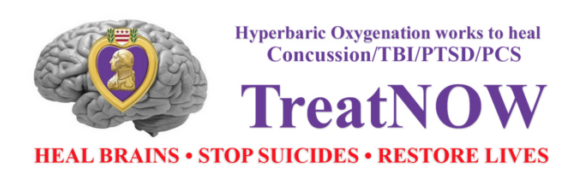 Hyperbaric Oxygenation works to heal
Concussion/TBI/PTSD/PCS
TreatNOW
HEAL BRAINS • STOP SUICIDES • RESTORE LIVES